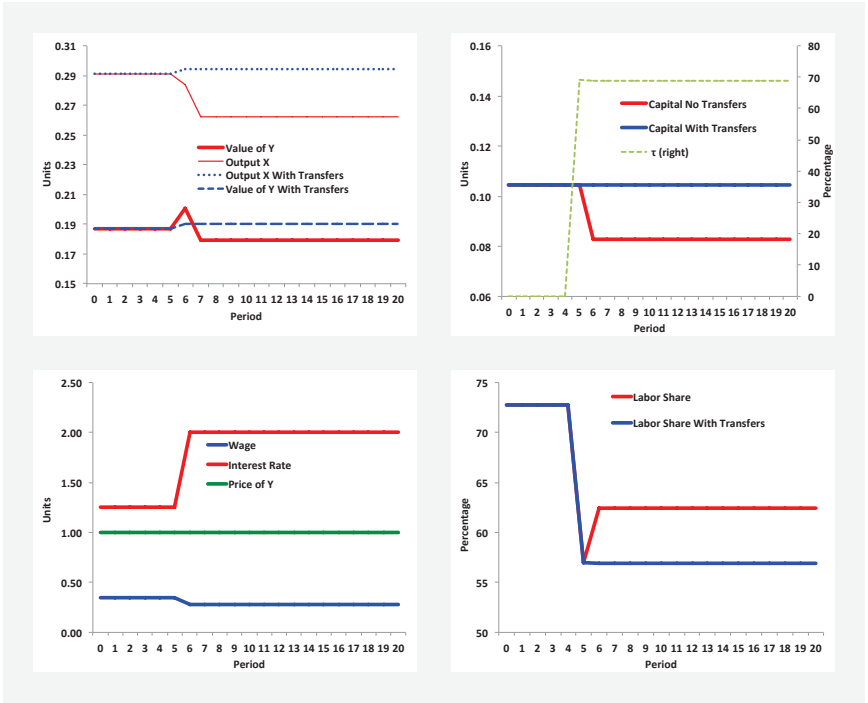 0.31
0.29
0.27
0.25
0.23
0.21
0.19
0.17
0.15
Units
Value of Y
Output X
Output X With Transfers
Value of Y With Transfers
0 1 2 3 4 5 6 7 8 9 10 11 12 13 14 15 16 17 18 19 20
Period
0.16
0.14
0.12
0.10
0.08
0.06
Units
Capital No Transfers
Capital With Transfers
τ (right)
80
70
60
50
40
30
20
10
0
Percentage
0 1 2 3 4 5 6 7 8 9 10 11 12 13 14 15 16 17 18 19 20
Period
2.50
2.00
1.50
1.00
0.50
0.00
Units
Wage
Interest Rate
Price of Y
0 1 2 3 4 5 6 7 8 9 10 11 12 13 14 15 16 17 18 19 20
Period
75
70
65
60
55
50
Percentage
Labor Share
Labor Share With Transfers
0 1 2 3 4 5 6 7 8 9 10 11 12 13 14 15 16 17 18 19 20
Period